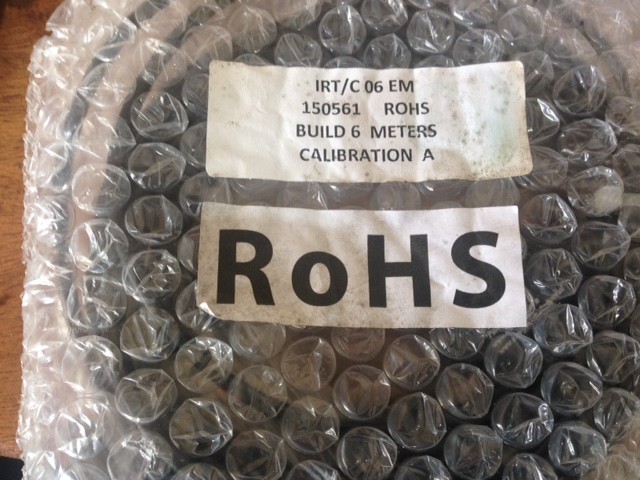 IRT/C 06 EM
150561 ROHS
BUILD 6 METERS
CALIBRATION A
RoHS